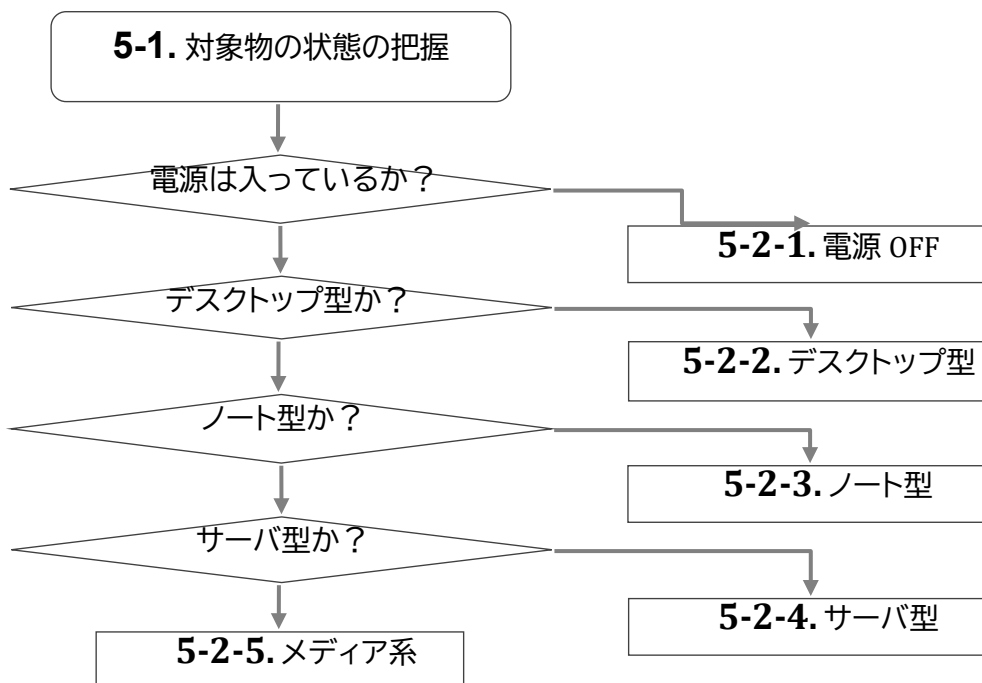 5-1. 対象物の状態の把握
電源は入っているか？
5-2-1. 電源 OFF
デスクトップ型か？
5-2-2. デスクトップ型
ノート型か？
5-2-3. ノート型
サーバ型か？
5-2-4. サーバ型
5-2-5. メディア系